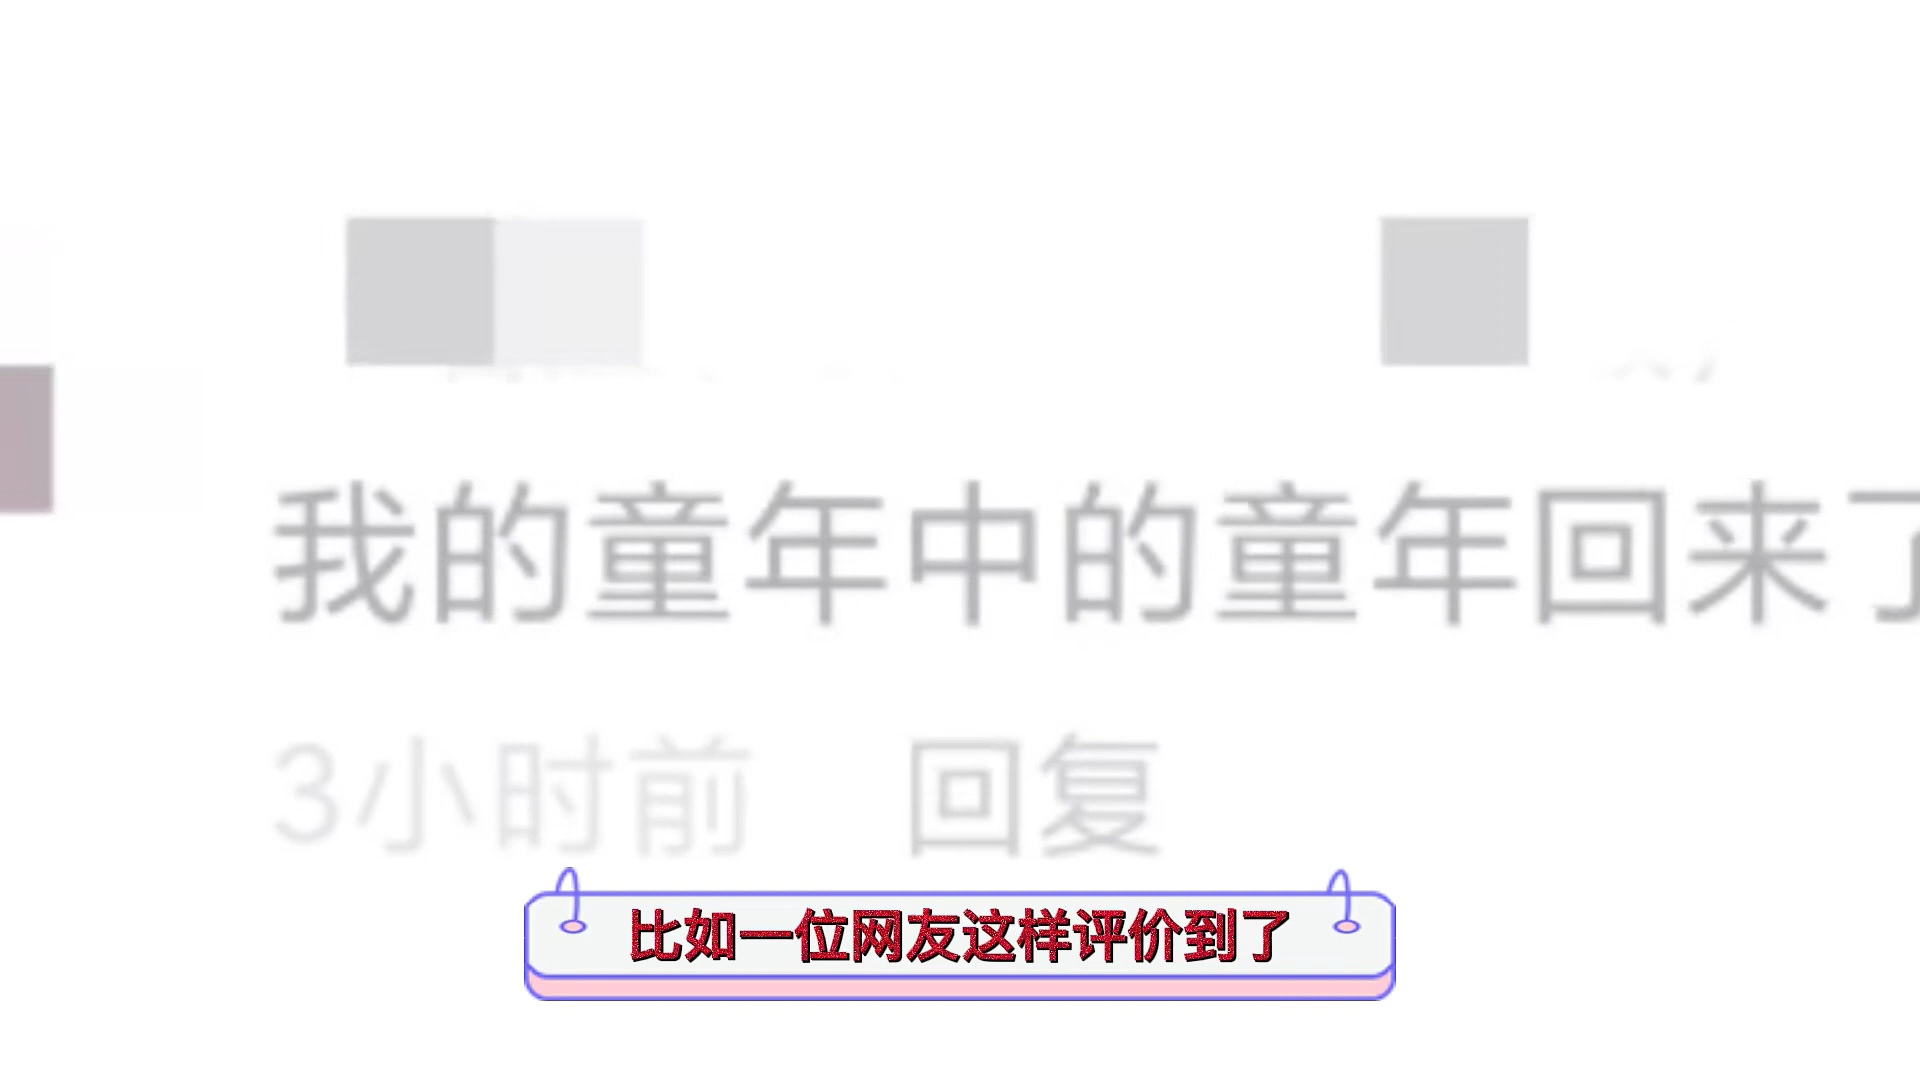 我的童年中的童年回来了
3小时前 回复
比如一位网友这样评价到了